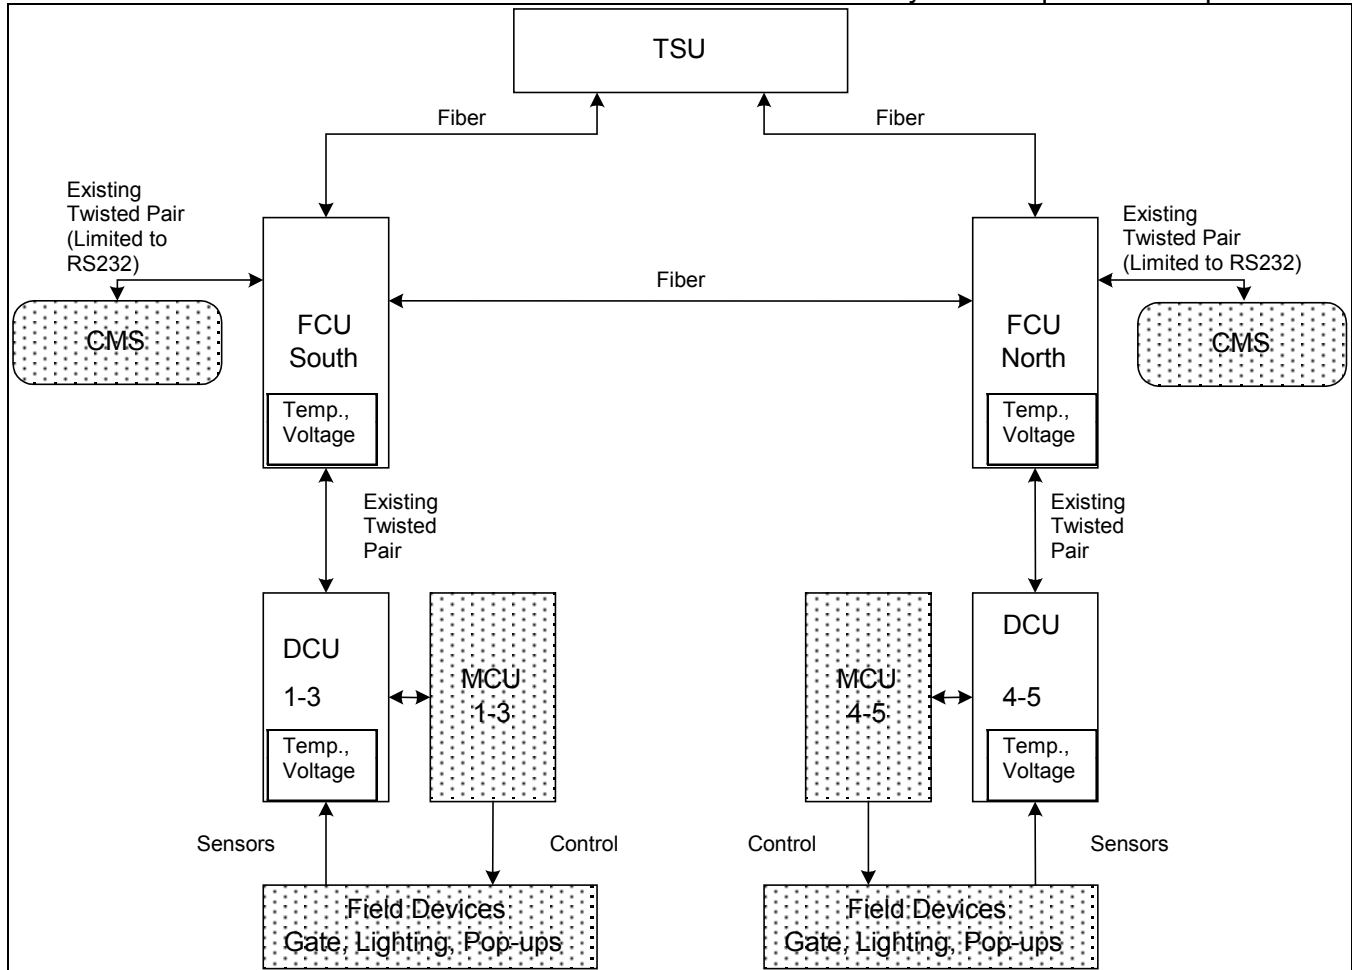 TSU
Fiber
Fiber
Existing
Twisted Pair
(Limited to
RS232)
Existing
Twisted Pair
(Limited to RS232)
Fiber
CMS
FCU
South
FCU
North
CMS
Temp.,
Voltage
Temp.,
Voltage
Existing
Twisted
Pair
Existing
Twisted
Pair
DCU
1-3
MCU
1-3
MCU
4-5
DCU
4-5
Temp.,
Voltage
Temp.,
Voltage
Sensors
Control
Control
Sensors
Field Devices
Gate, Lighting, Pop-ups
Field Devices
Gate, Lighting, Pop-ups